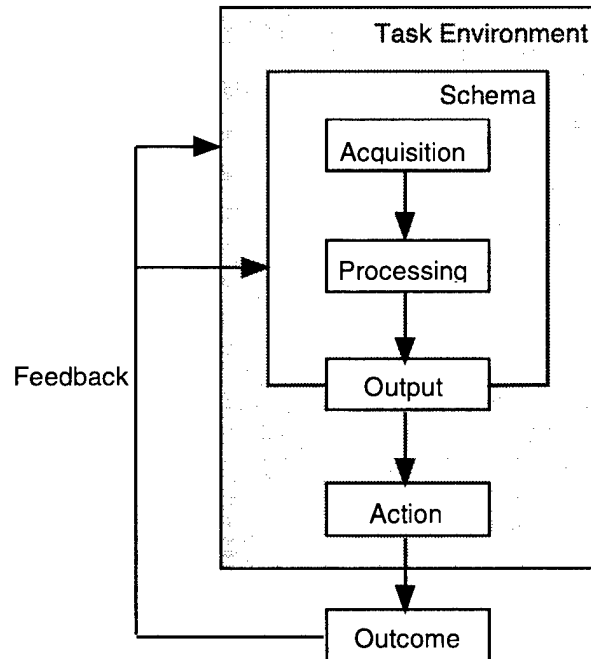 Task Environment
Schema
Acquisition
Processing
Feedback
Output
Action
Outcome